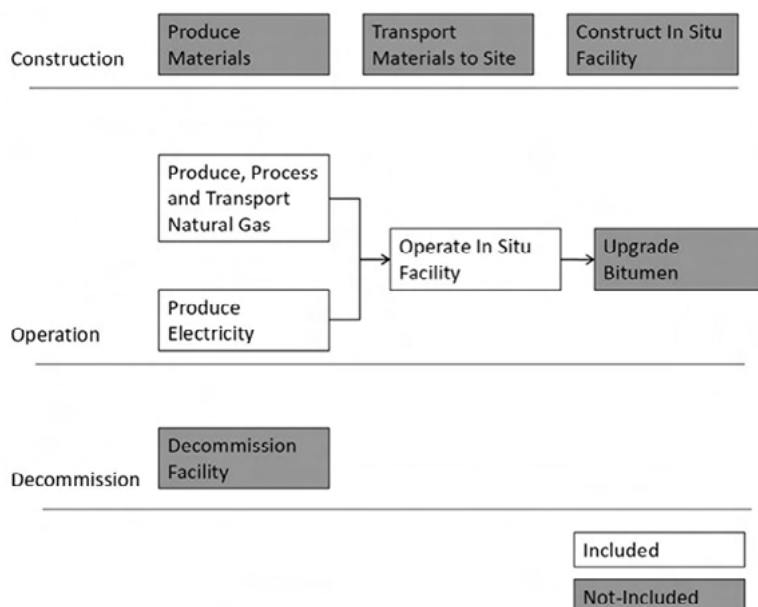 Construction
Produce
Materials
Transport
Materials to Site
Construct In Situ
Facility
Produce, Process
and Transport
Natural Gas
Operate In Situ
Facility
Upgrade
Bitumen
Produce
Electricity
Operation
Decommission
Facility
Decommission
Included
Not-Included